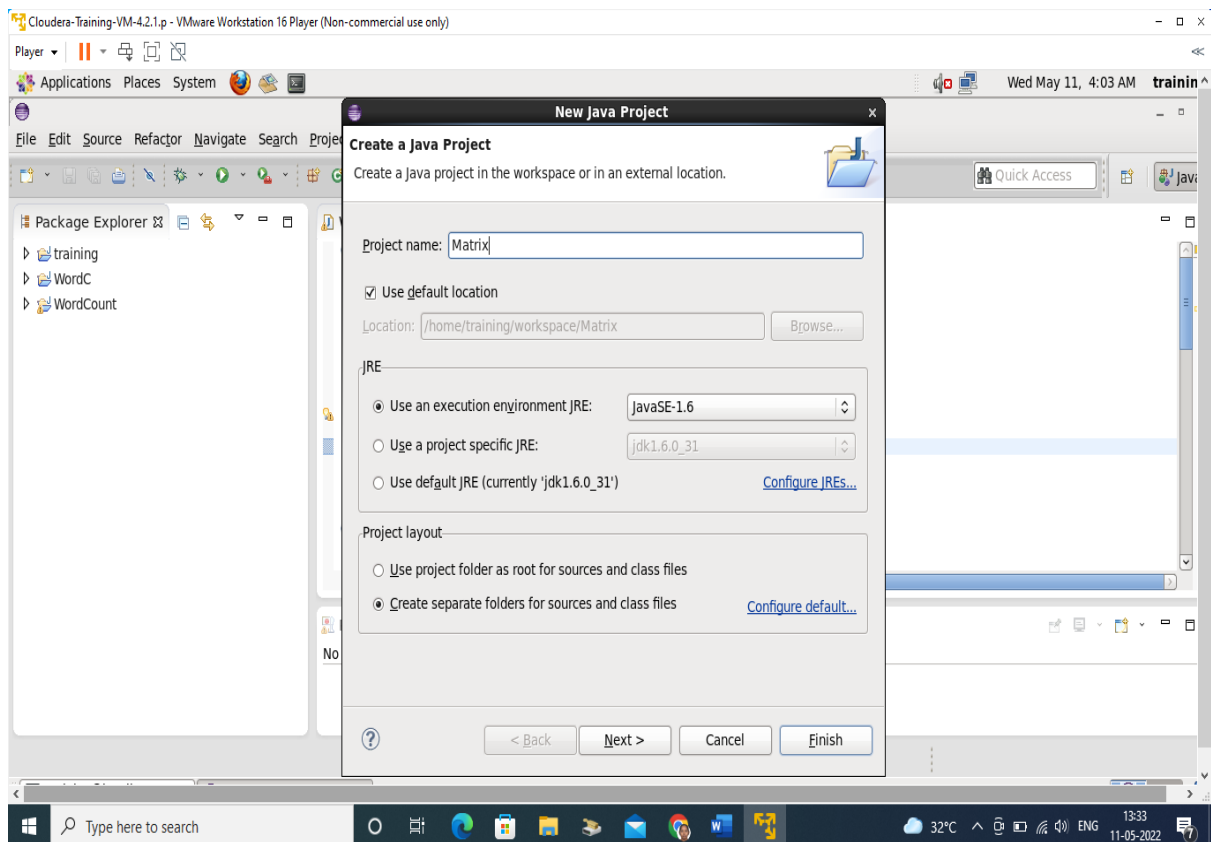 Cloudera-Training-VM-4.2.1.p - VMware Workstation 16 Player (Non-commercial use only)
Player
Applications Places System Wed May 11, 4:03 AM trainin
New Java Project
File Edit Source Refactor Navigate Search Projec
Create a Java Project
Create a Java project in the workspace or in an external location.
Quick Access Java
Package Explorer
training
WordC
WordCount
Project name: Matrix
Use default location
Location: /home/training/workspace/Matrix Browse...
JRE
Use an execution environment JRE: JavaSE-1.6
Use a project specific JRE: jdk1.6.0_31
Use default JRE (currently 'jdk1.6.0_31') Configure JREs...
Project layout
Use project folder as root for sources and class files
Create separate folders for sources and class files Configure default...
No
< Back Next > Cancel Finish
Type here to search 32°C ENG 13:33
11-05-2022
7